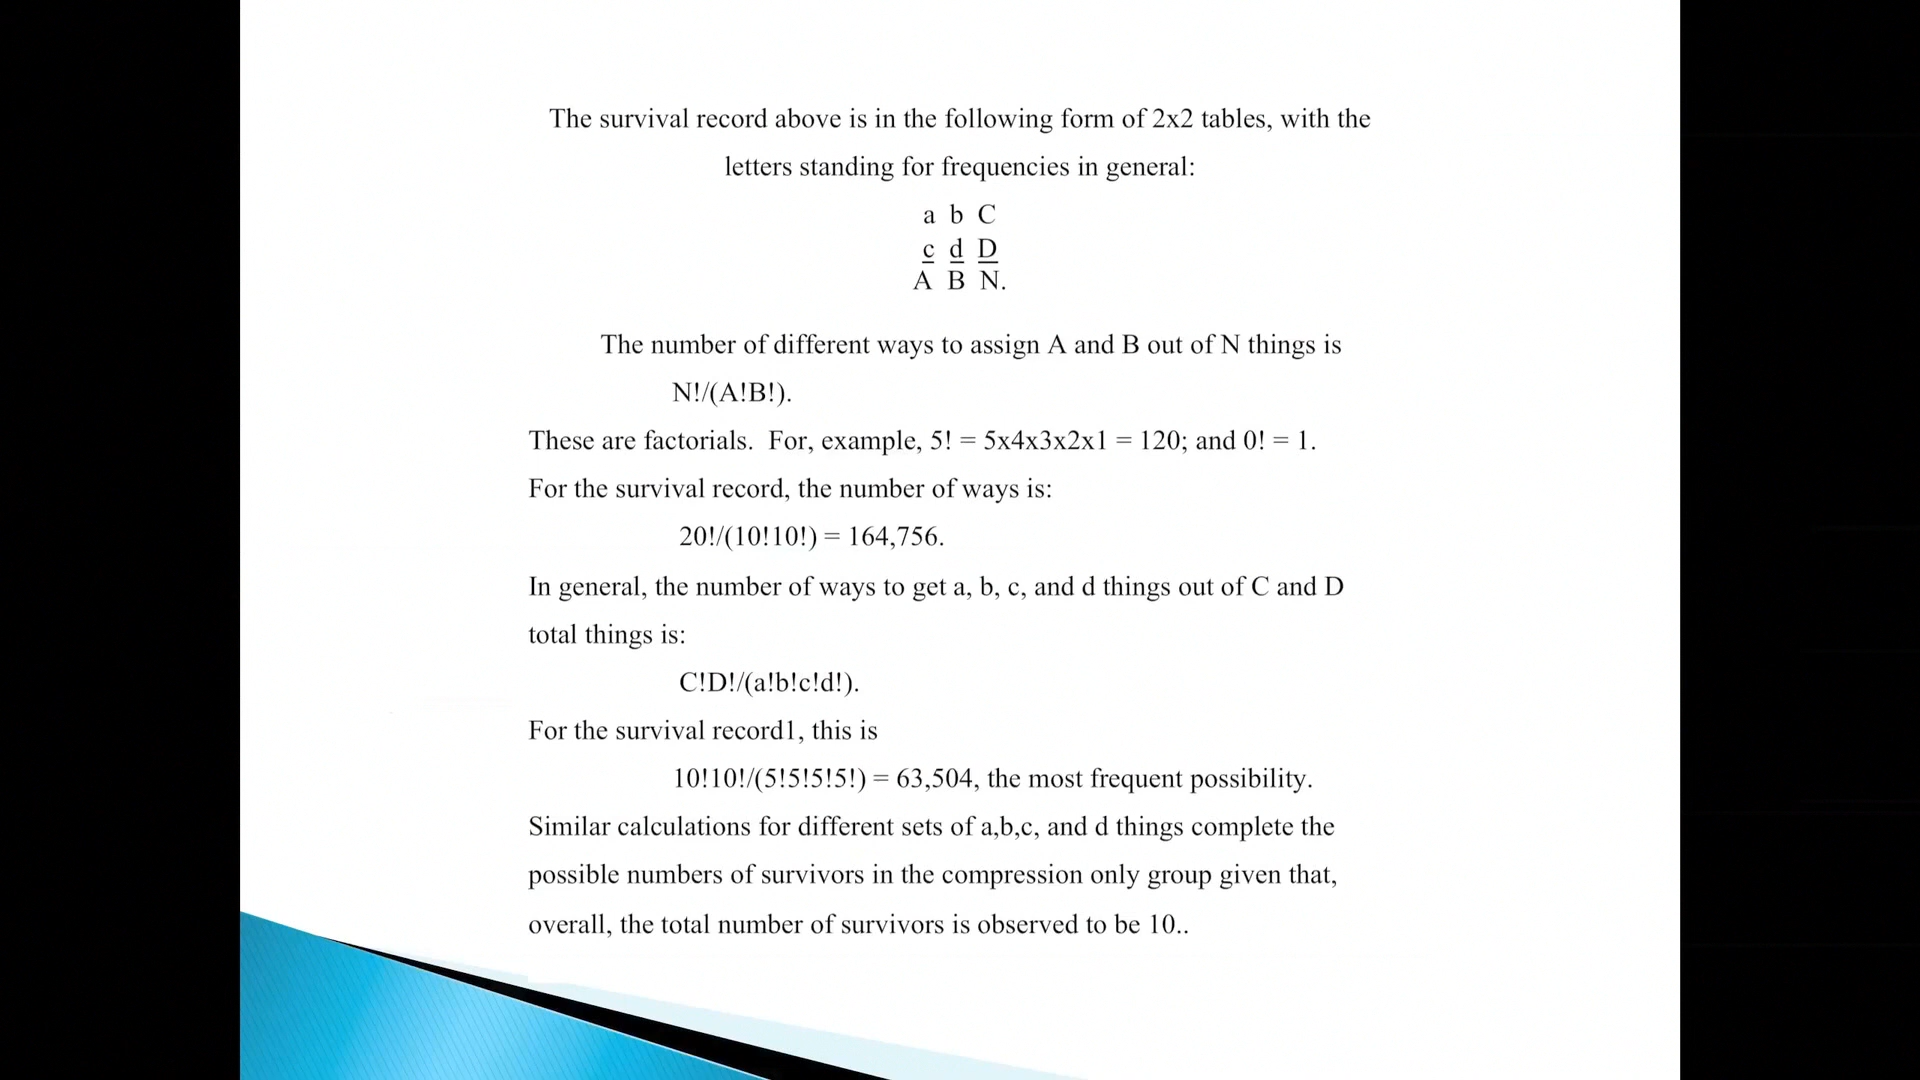 The survival record above is in the following form of 2x2 tables, with the
letters standing for frequencies in general:
a b C
c d D
A B N.
The number of different ways to assign A and B out of N things is
N!/(A!B!).
These are factorials. For, example, 5! = 5x4x3x2x1 = 120; and 0! = 1.
For the survival record, the number of ways is:
20!/(10!10!) = 164,756.
In general, the number of ways to get a, b, c, and d things out of C and D
total things is:
C!D!/(a!b!c!d!).
For the survival record1, this is
10!10!/(5!5!5!5!) = 63,504, the most frequent possibility.
Similar calculations for different sets of a,b,c, and d things complete the
possible numbers of survivors in the compression only group given that,
overall, the total number of survivors is observed to be 10..